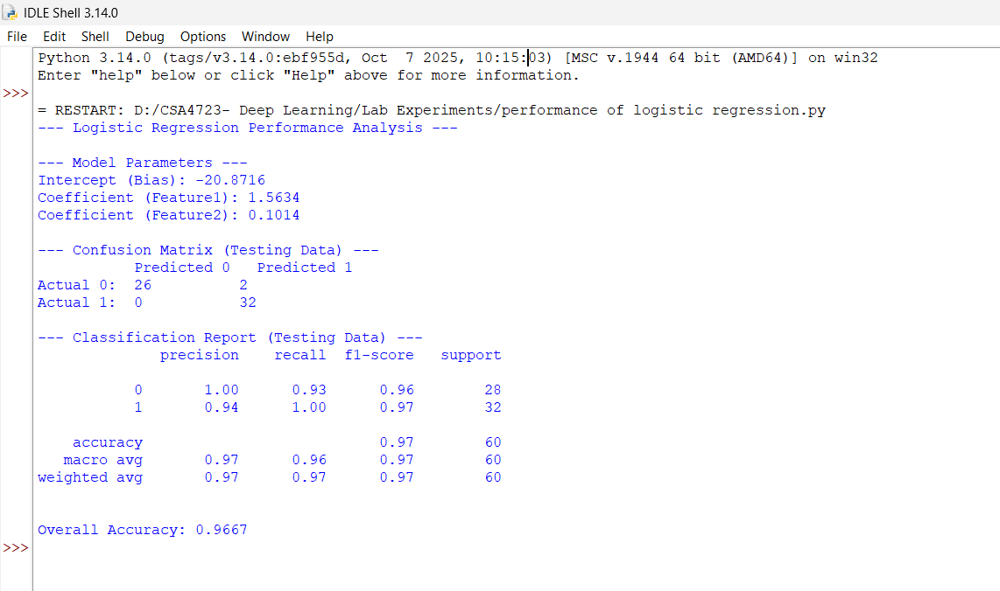 IDLE Shell 3.14.0
File Edit Shell Debug Options Window Help
Python 3.14.0 (tags/v3.14.0:ebf955d, Oct  7 2025, 10:15:03) [MSC v.1944 64 bit (AMD64)] on win32
Enter "help" below or click "Help" above for more information.
>>>
= RESTART: D:/CSA4723- Deep Learning/Lab Experiments/performance of logistic regression.py
--- Logistic Regression Performance Analysis ---
--- Model Parameters ---
Intercept (Bias): -20.8716
Coefficient (Feature1): 1.5634
Coefficient (Feature2): 0.1014
--- Confusion Matrix (Testing Data) ---
Predicted 0   Predicted 1
Actual 0:  26          2
Actual 1:  0           32
--- Classification Report (Testing Data) ---
precision    recall  f1-score   support
0       1.00      0.93      0.96        28
1       0.94      1.00      0.97        32
accuracy                           0.97        60
macro avg       0.97      0.96      0.97        60
weighted avg       0.97      0.97      0.97        60
Overall Accuracy: 0.9667
>>>